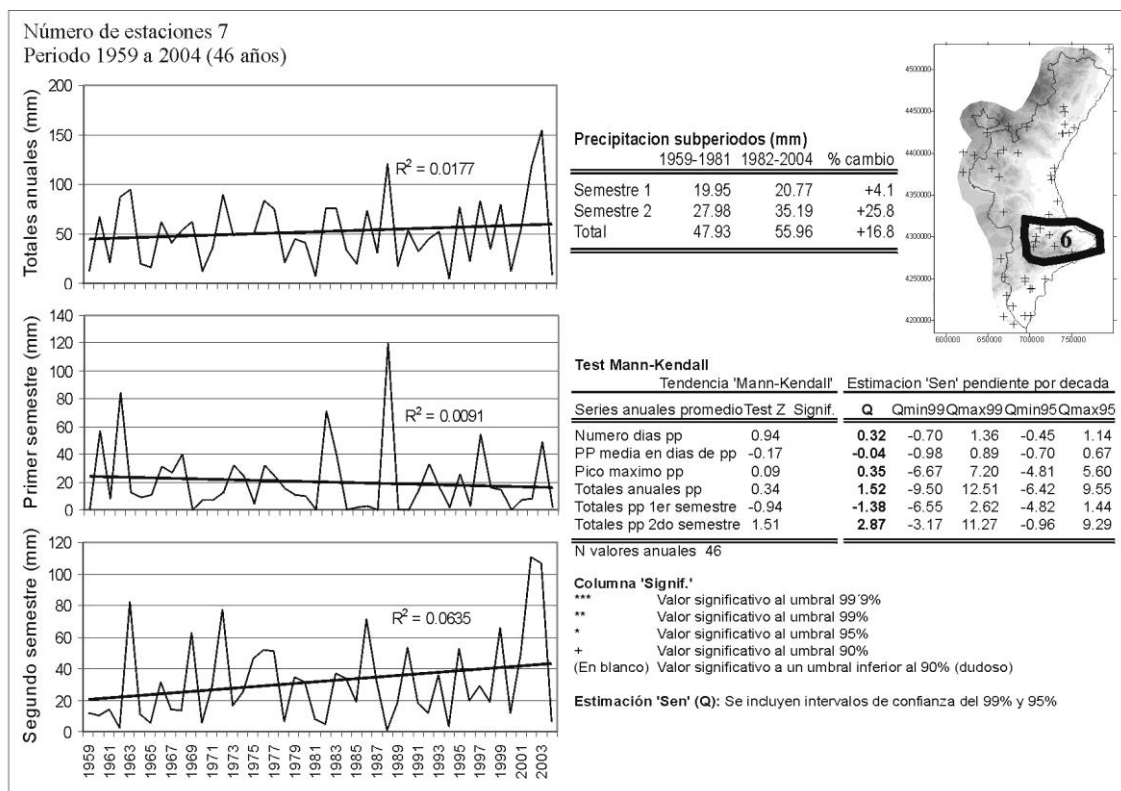 Número de estaciones 7
Periodo 1959 a 2004 (46 años)
Totales anuales (mm)
200
150
100
50
0
R² = 0.0177
Primer semestre (mm)
140
120
100
80
60
40
20
0
R² = 0.0091
Segundo semestre (mm)
120
100
80
60
40
20
0
R² = 0.0635
1959 1961 1963 1965 1967 1969 1971 1973 1975 1977 1979 1981 1983 1985 1987 1989 1991 1993 1995 1997 1999 2001 2003
Precipitacion subperiodos (mm)
1959-1981 1982-2004 % cambio
Semestre 1 19.95 20.77 +4.1
Semestre 2 27.98 35.19 +25.8
Total 47.93 55.96 +16.8
4500000
4450000
4400000
4350000
4300000
4250000
4200000
6
600000 650000 700000 750000
Test Mann-Kendall
Tendencia 'Mann-Kendall' Estimacion 'Sen' pendiente por decada
Series anuales promedio Test Z Signif. Q Qmin99 Qmax99 Qmin95 Qmax95
Numero dias pp 0.94 0.32 -0.70 1.36 -0.45 1.14
PP media en dias de pp -0.17 -0.04 -0.98 0.89 -0.70 0.67
Pico maximo pp 0.09 0.35 -6.67 7.20 -4.81 5.60
Totales anuales pp 0.34 1.52 -9.50 12.51 -6.42 9.55
Totales pp 1er semestre -0.94 -1.38 -6.55 2.62 -4.82 1.44
Totales pp 2do semestre 1.51 2.87 -3.17 11.27 -0.96 9.29
N valores anuales 46
Columna 'Signif.'
*** Valor significativo al umbral 99´9%
** Valor significativo al umbral 99%
* Valor significativo al umbral 95%
+ Valor significativo al umbral 90%
(En blanco) Valor significativo a un umbral inferior al 90% (dudoso)
Estimación 'Sen' (Q): Se incluyen intervalos de confianza del 99% y 95%